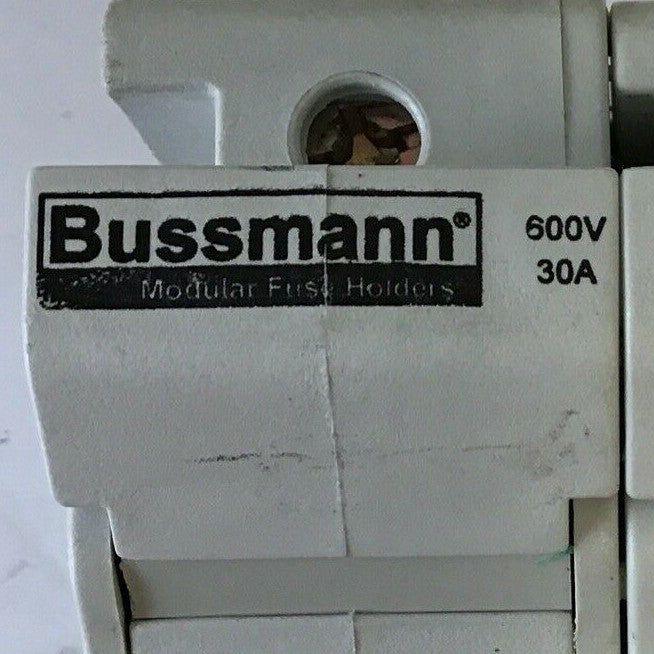 Bussmann®
Modular Fuse Holders
600V
30A